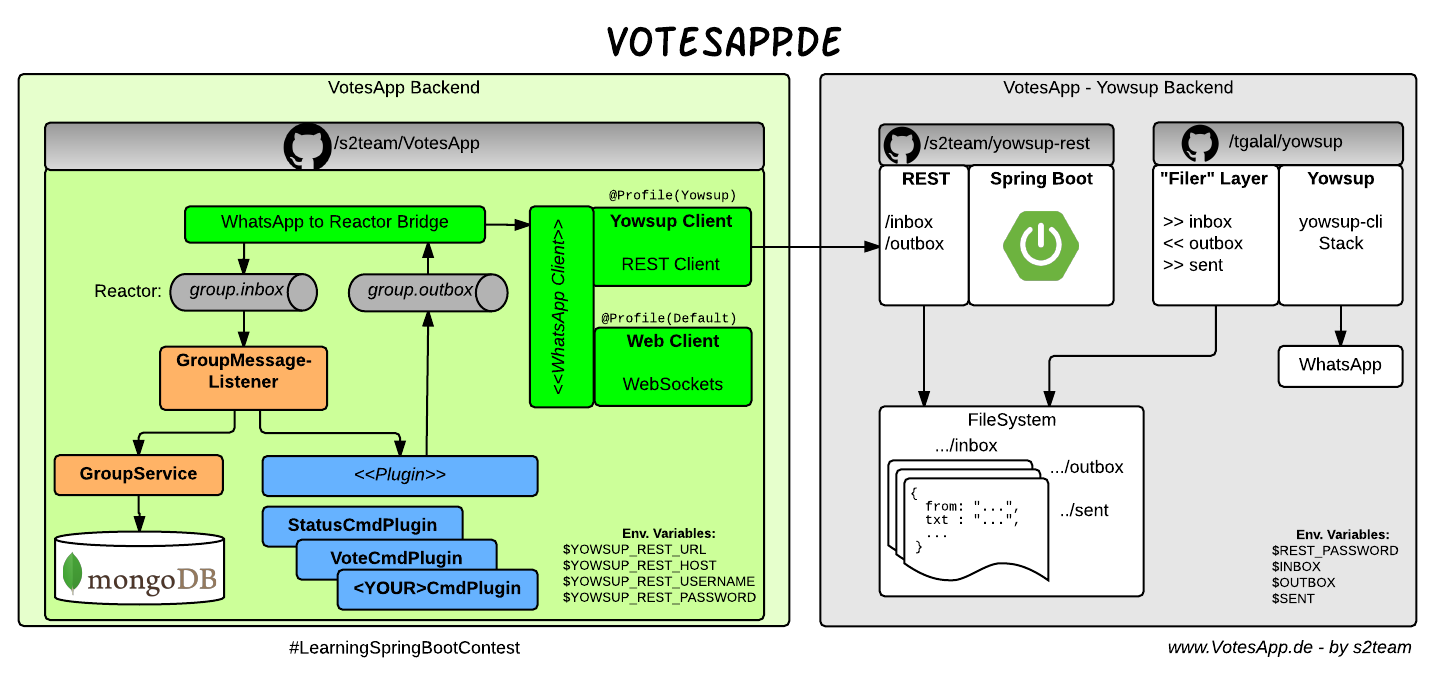 VOTESAPP.DE
VotesApp Backend
/s2team/VotesApp
WhatsApp to Reactor Bridge
Reactor:
group.inbox
group.outbox
GroupMessage-
Listener
GroupService
mongoDB
<<Plugin>>
StatusCmdPlugin
VoteCmdPlugin
<YOUR>CmdPlugin
<<WhatsApp Client>>
@Profile(Yowsup)
Yowsup Client
REST Client
@Profile(Default)
Web Client
WebSockets
Env. Variables:
$YOWSUP_REST_URL
$YOWSUP_REST_HOST
$YOWSUP_REST_USERNAME
$YOWSUP_REST_PASSWORD
VotesApp - Yowsup Backend
/s2team/yowsup-rest
REST
/inbox
/outbox
Spring Boot
/tgalal/yowsup
"Filer" Layer
>> inbox
<< outbox
>> sent
Yowsup
yowsup-cli
Stack
WhatsApp
FileSystem
.../inbox
.../outbox
../sent
{
from: "...",
txt : "...",
...
}
Env. Variables:
$REST_PASSWORD
$INBOX
$OUTBOX
$SENT
#LearningSpringBootContest
www.VotesApp.de - by s2team